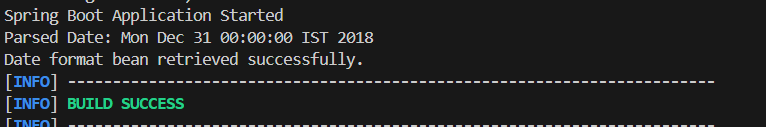 Spring Boot Application Started
Parsed Date: Mon Dec 31 00:00:00 IST 2018
Date format bean retrieved successfully.
[INFO] ------------------------------------------------------------------------
[INFO] BUILD SUCCESS
[INFO] ------------------------------------------------------------------------